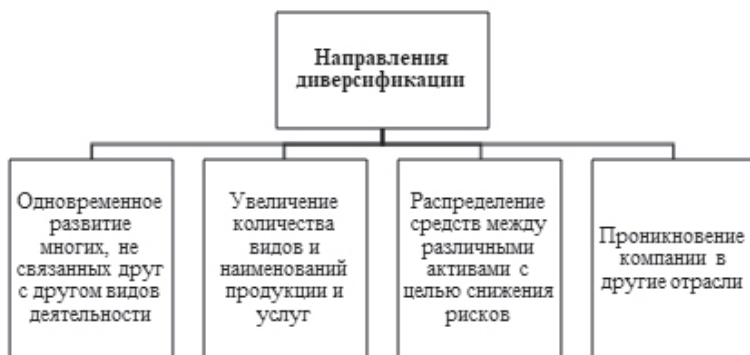 Направления
диверсификации
Одновременное
развитие
многих, не
связанных друг
с другом видов
деятельности
Увеличение
количества
видов и
наименований
продукции и
услуг
Распределение
средств между
различными
активами с
целью снижения
рисков
Проникновение
компании в
другие отрасли